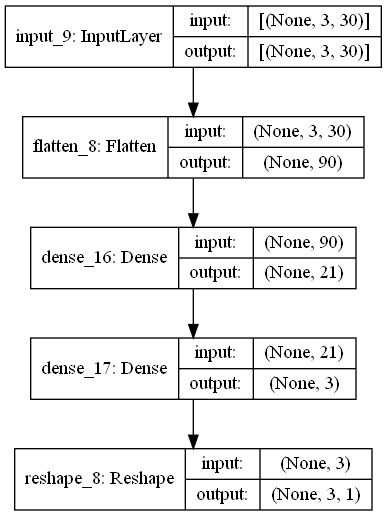 input_9: InputLayer input: [(None, 3, 30)]
output: [(None, 3, 30)]
flatten_8: Flatten input: (None, 3, 30)
output: (None, 90)
dense_16: Dense input: (None, 90)
output: (None, 21)
dense_17: Dense input: (None, 21)
output: (None, 3)
reshape_8: Reshape input: (None, 3)
output: (None, 3, 1)